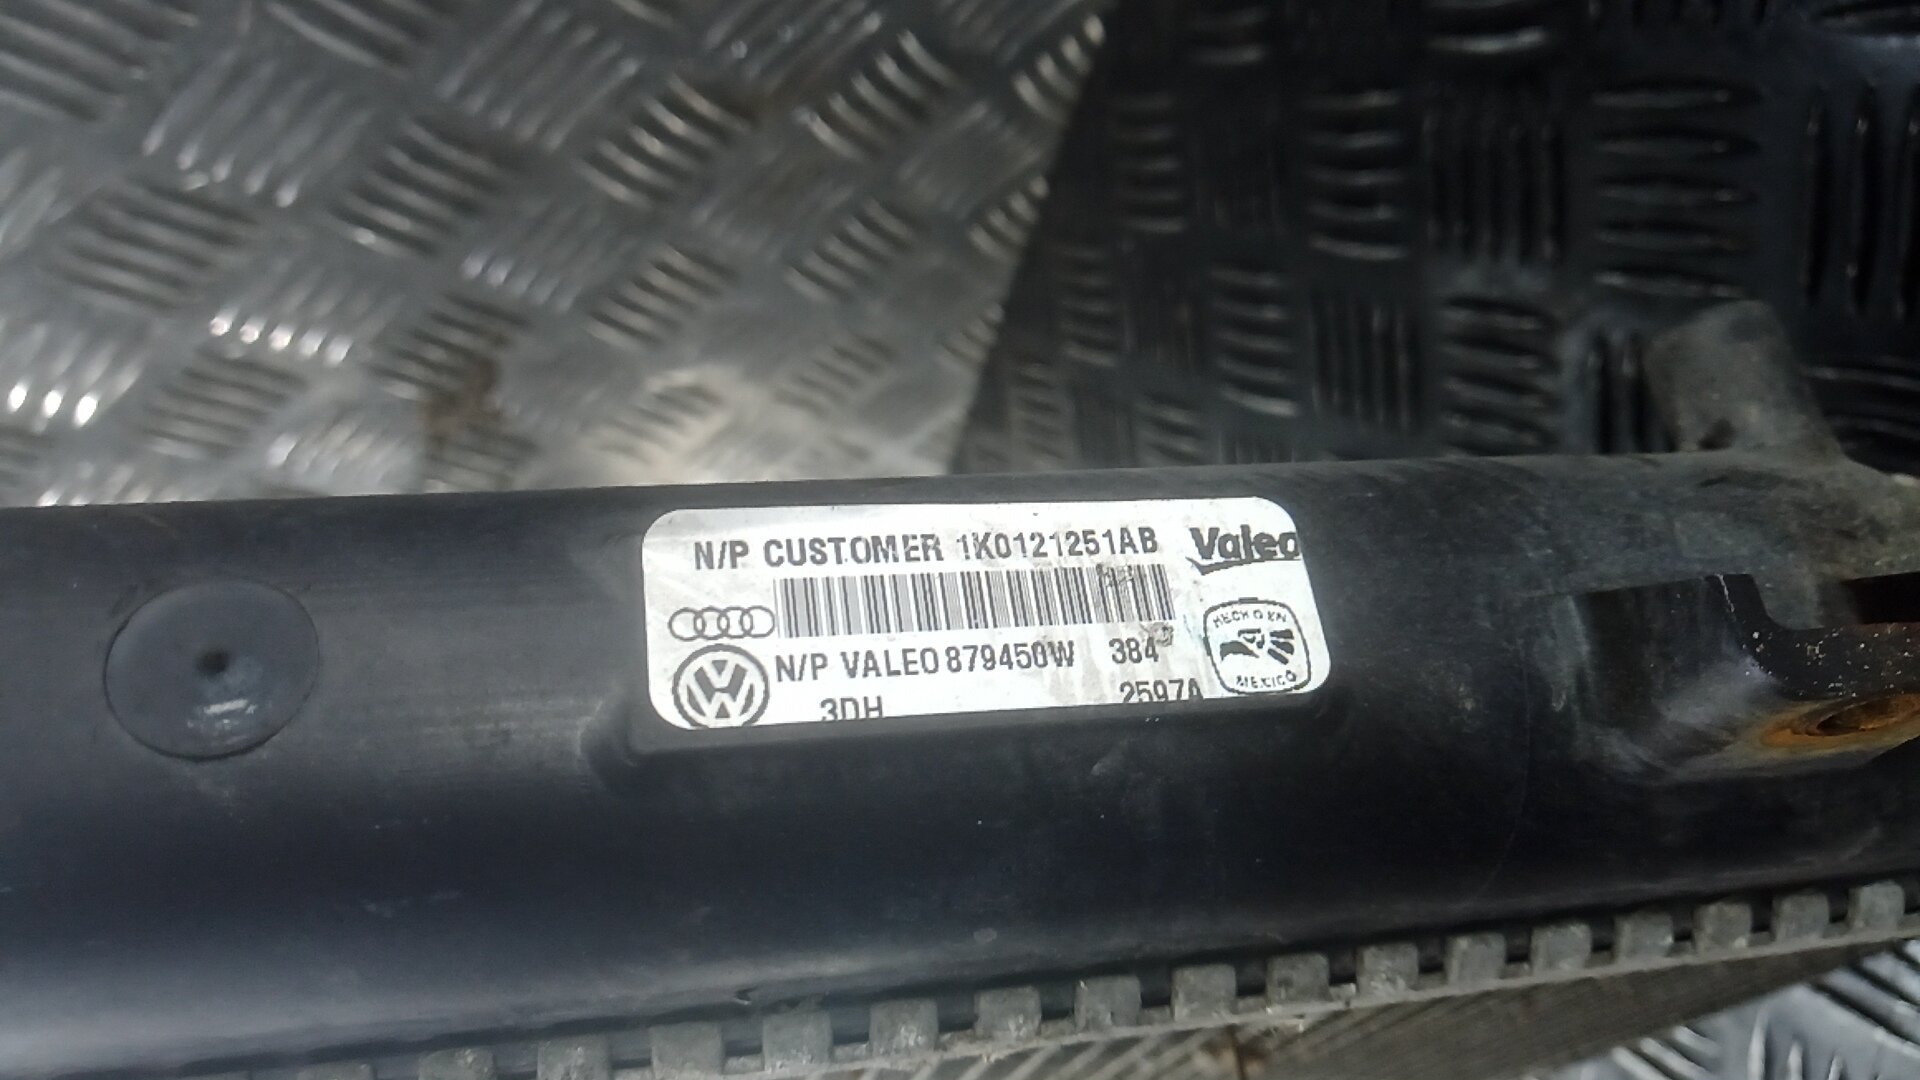 N/P CUSTOMER 1K0121251AB Valeo
N/P VALEO 879450W 384
3DH 2597A
HECHO EN
MEXICO